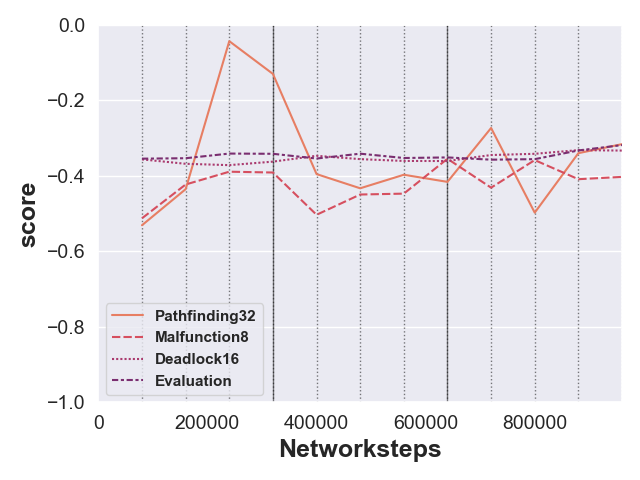 0.0
−0.2
−0.4
−0.6
−0.8
−1.0
score
Pathfinding32
Malfunction8
Deadlock16
Evaluation
0 200000 400000 600000 800000
Networksteps